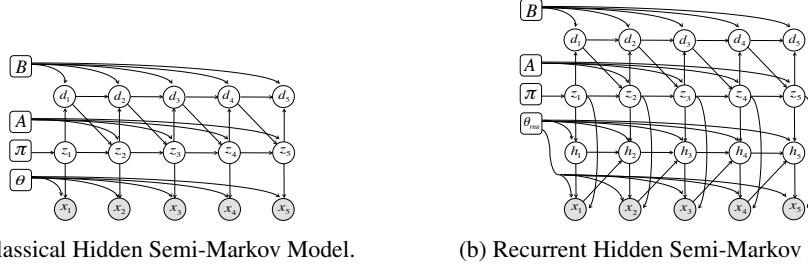 B
d1 d2 d3 d4 d5
A
π z1 z2 z3 z4 z5
θ
x1 x2 x3 x4 x5
lassical Hidden Semi-Markov Model.
B
d1 d2 d3 d4 d5
A
π z1 z2 z3 z4 z5
θrnn
h1 h2 h3 h4 h5
x1 x2 x3 x4 x5
(b) Recurrent Hidden Semi-Markov